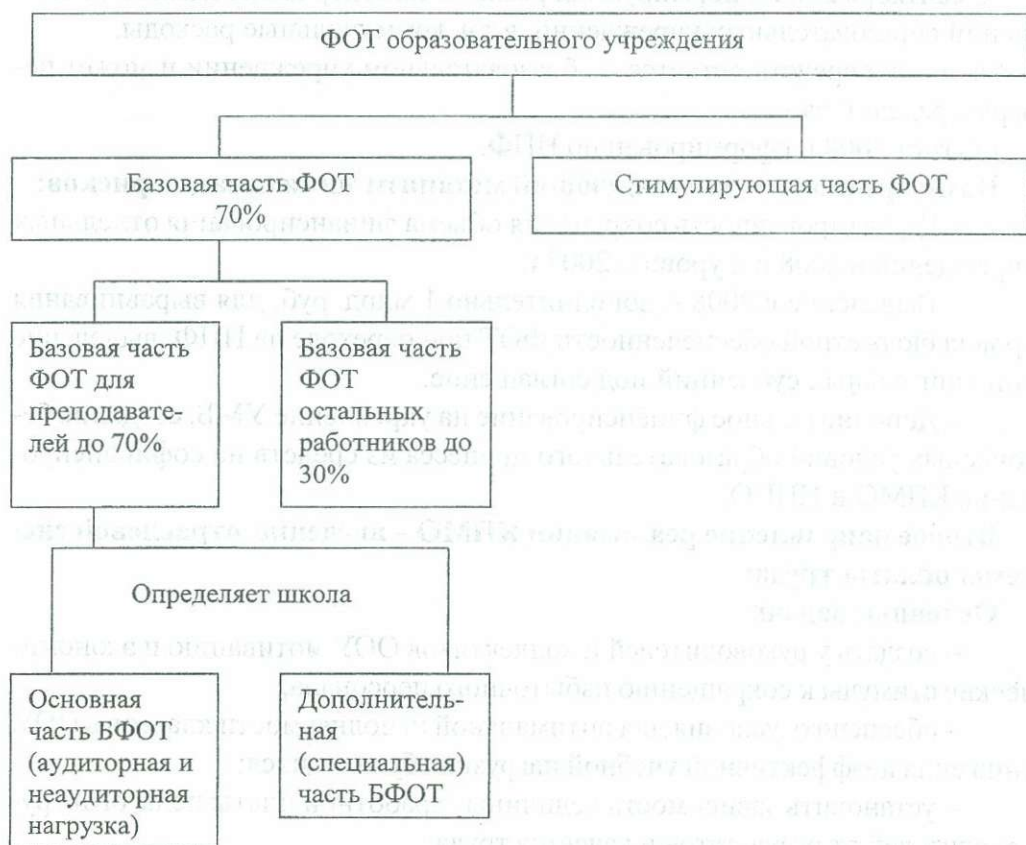 ФОТ образовательного учреждения
Базовая часть ФОТ
70%
Стимулирующая часть ФОТ
Базовая часть
ФОТ для
преподавате-
лей до 70%
Базовая часть
ФОТ
остальных
работников до
30%
Определяет школа
Основная
часть БФОТ
(аудиторная и
неаудиторная
нагрузка)
Дополнитель-
ная
(специальная)
часть БФОТ